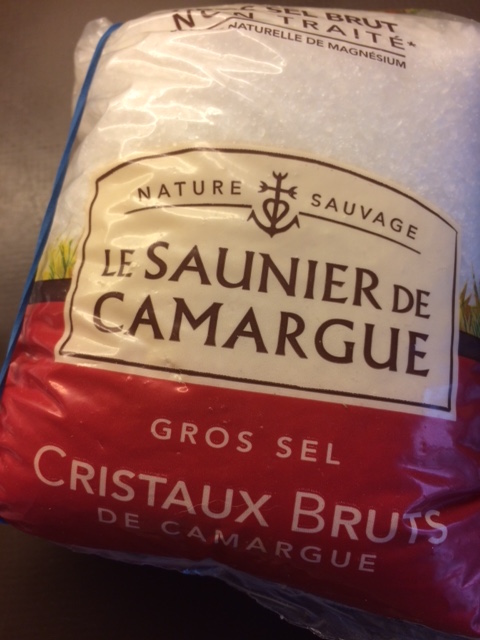 SEL BRUT
N TRAITÉ*
NATURELLE DE MAGNÉSIUM
NATURE SAUVAGE
LE SAUNIER DE
CAMARGUE
GROS SEL
CRISTAUX BRUTS
DE CAMARGUE